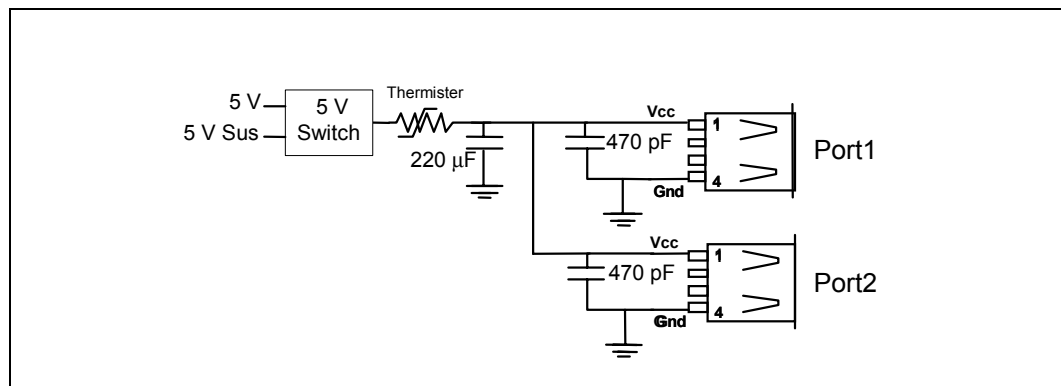 5 V
5 V Sus
5 V
Switch
Thermister
220 μF
470 pF
Vcc
1
4
Gnd
Port1
470 pF
Vcc
1
4
Gnd
Port2